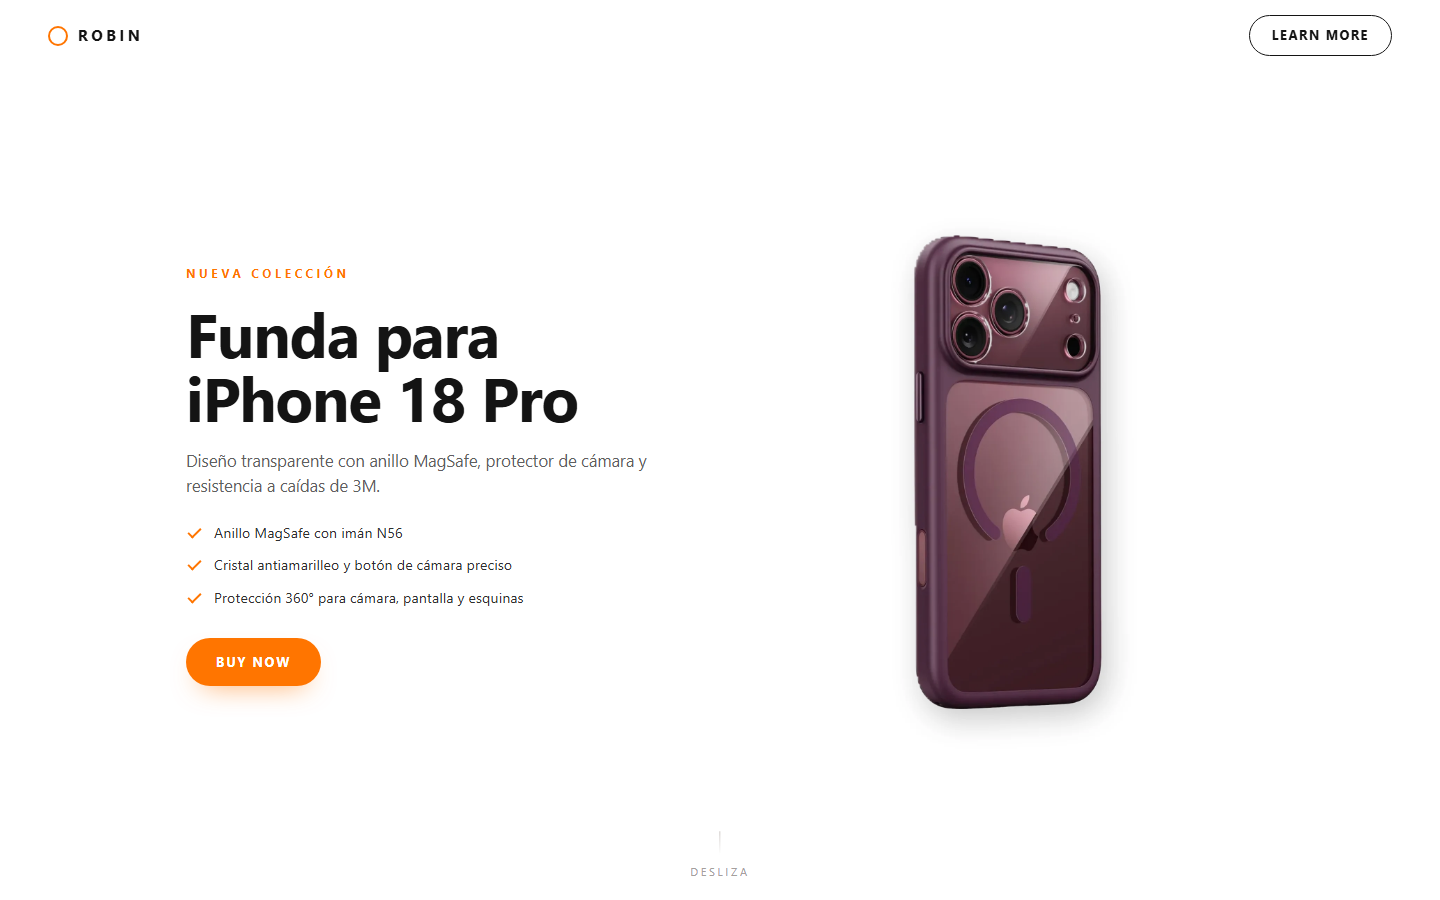 ROBIN
LEARN MORE
NUEVA COLECCIÓN
Funda para
iPhone 18 Pro
Diseño transparente con anillo MagSafe, protector de cámara y
resistencia a caídas de 3M.
Anillo MagSafe con imán N56
Cristal antiamarilleo y botón de cámara preciso
Protección 360° para cámara, pantalla y esquinas
BUY NOW
DESLIZA